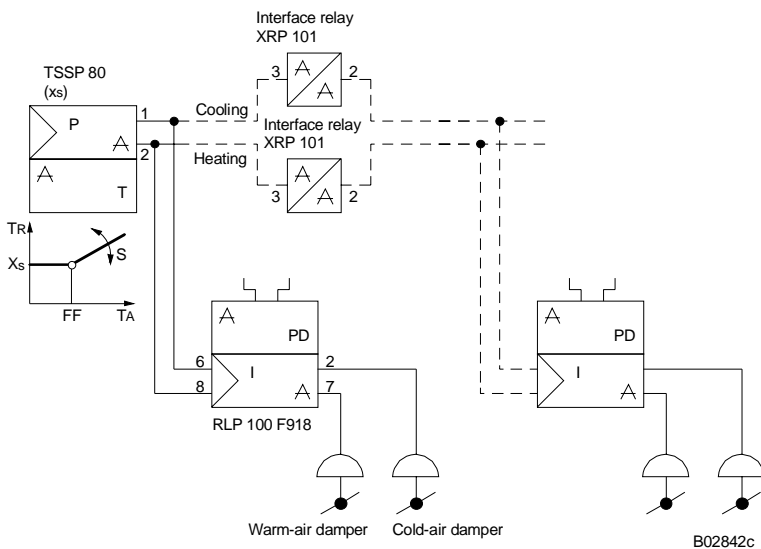 Interface relay
XRP 101
TSSP 80
(xs)
3
A
A
2
1
P
A
2
Cooling
Interface relay
XRP 101
Heating
3
A
A
2
A
T
TR
Xs
S
FF
TA
A
PD
6
I
2
8
A
7
RLP 100 F918
A
PD
I
A
Warm-air damper
Cold-air damper
B02842c